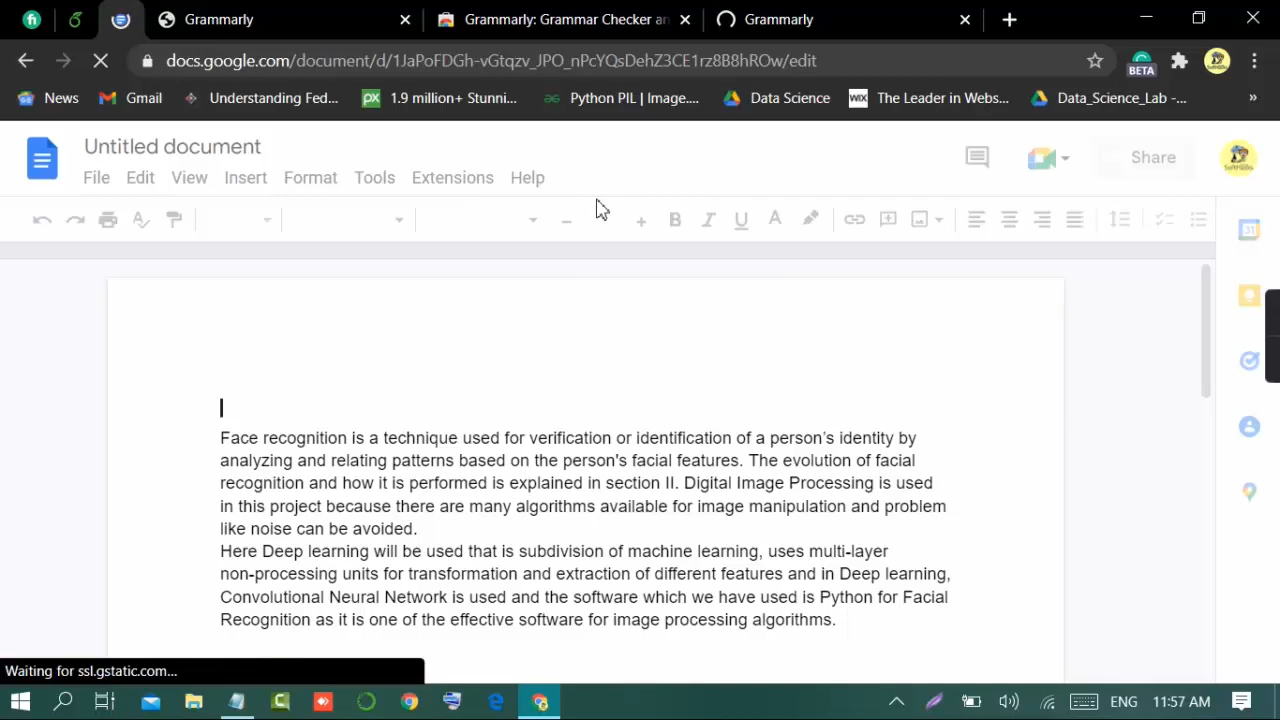 Grammarly
Grammarly: Grammar Checker an
Grammarly
docs.google.com/document/d/1JaPoFDGh-vGtqzv_JPO_nPcYQsDehZ3CE1rz8B8hROw/edit
BETA
News
Gmail
Understanding Fed...
px
1.9 million+ Stunni...
Python PIL | Image....
Data Science
WIX
The Leader in Webs...
Data_Science_Lab -...
»
Untitled document
Share
File Edit View Insert Format Tools Extensions Help
B I U A
31
Face recognition is a technique used for verification or identification of a person's identity by
analyzing and relating patterns based on the person's facial features. The evolution of facial
recognition and how it is performed is explained in section II. Digital Image Processing is used
in this project because there are many algorithms available for image manipulation and problem
like noise can be avoided.
Here Deep learning will be used that is subdivision of machine learning, uses multi-layer
non-processing units for transformation and extraction of different features and in Deep learning,
Convolutional Neural Network is used and the software which we have used is Python for Facial
Recognition as it is one of the effective software for image processing algorithms.
Waiting for ssl.gstatic.com...
ENG
11:57 AM